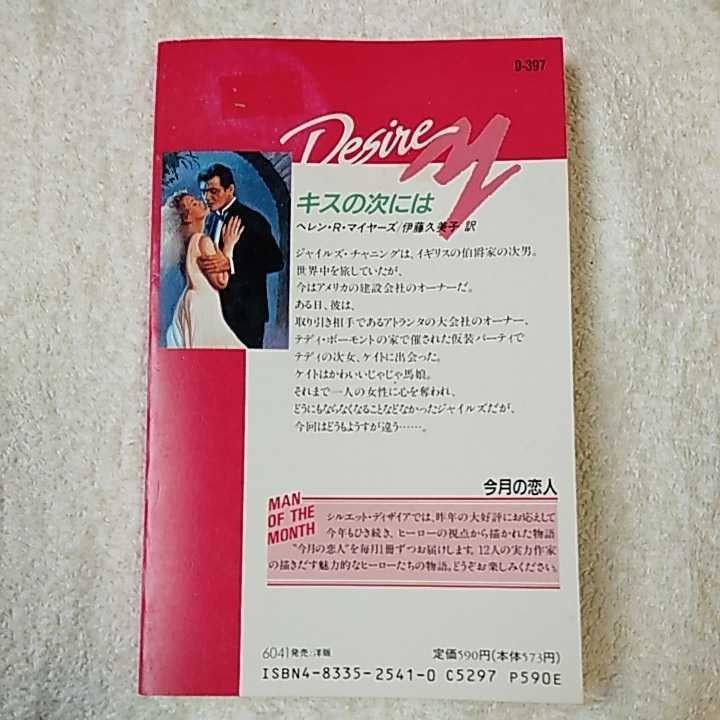 D-397
Desire
キスの次には
ヘレン・R・マイヤーズ/伊藤久美子 訳
ジャイルズ・チャニングは、イギリスの伯爵家の次男。
世界中を旅していたが、
今はアメリカの建設会社のオーナーだ。
ある日、彼は、
取り引き相手であるアトランタの大会社のオーナー、
テディ・ボーモントの家で催された仮装パーティで
テディの次女、ケイトに出会った。
ケイトはかわいいじゃじゃ馬娘。
それまで一人の女性に心を奪われ、
どうにもならなくなることなどなかったジャイルズだが、
今回はどうもようすが違う……。
今月の恋人
MAN
OF THE
MONTH
シルエット・ディザイアでは、昨年の大好評にお応えして
今年もひき続き、ヒーローの視点から描かれた物語
"今月の恋人"を毎月1冊ずつお届けします。12人の実力作家
の描きだす魅力的なヒーローたちの物語。どうぞお楽しみください。
6041発売:洋販
定価590円(本体573円)
ISBN4-8335-2541-0 C5297 P590E